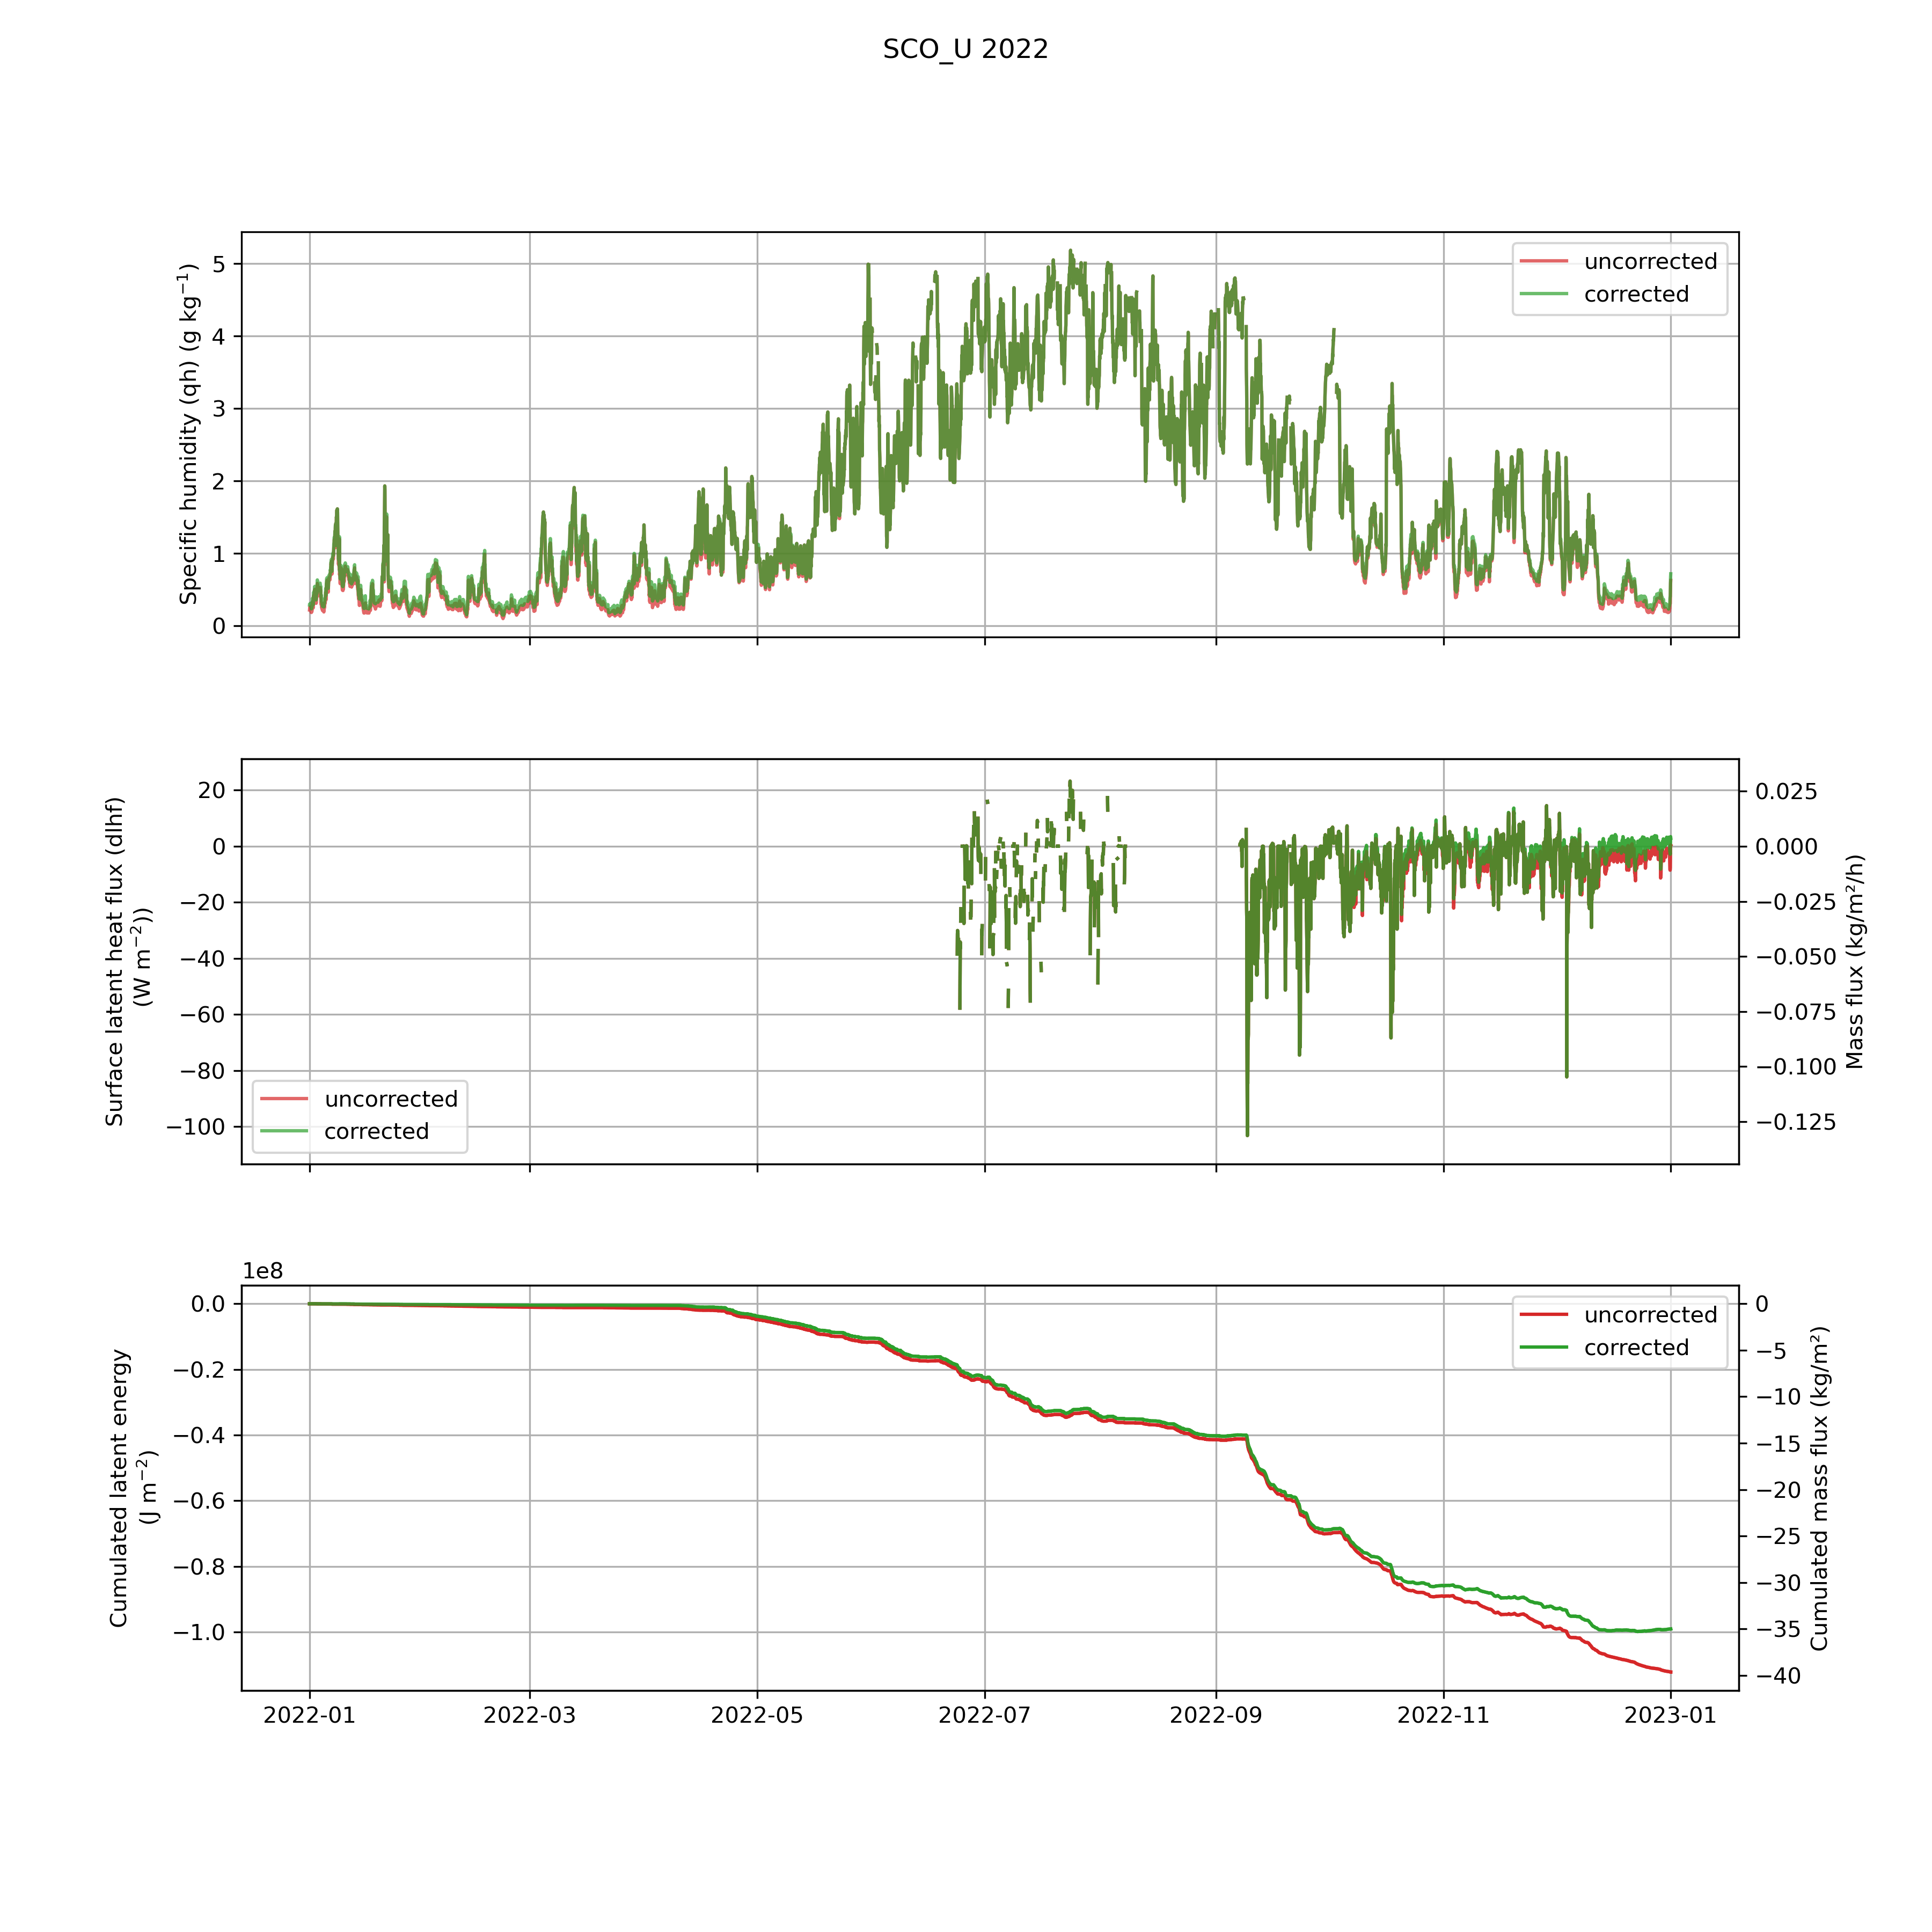 SCO_U 2022
Specific humidity (qh) (g kg⁻¹)
5
4
3
2
1
0
uncorrected
corrected
Surface latent heat flux (dlhf)
(W m⁻²))
20
0
−20
−40
−60
−80
−100
uncorrected
corrected
0.025
0.000
−0.025
−0.050
−0.075
−0.100
−0.125
Mass flux (kg/m²/h)
1e8
Cumulated latent energy
(J m⁻²)
0.0
−0.2
−0.4
−0.6
−0.8
−1.0
uncorrected
corrected
0
−5
−10
−15
−20
−25
−30
−35
−40
Cumulated mass flux (kg/m²)
2022-01
2022-03
2022-05
2022-07
2022-09
2022-11
2023-01